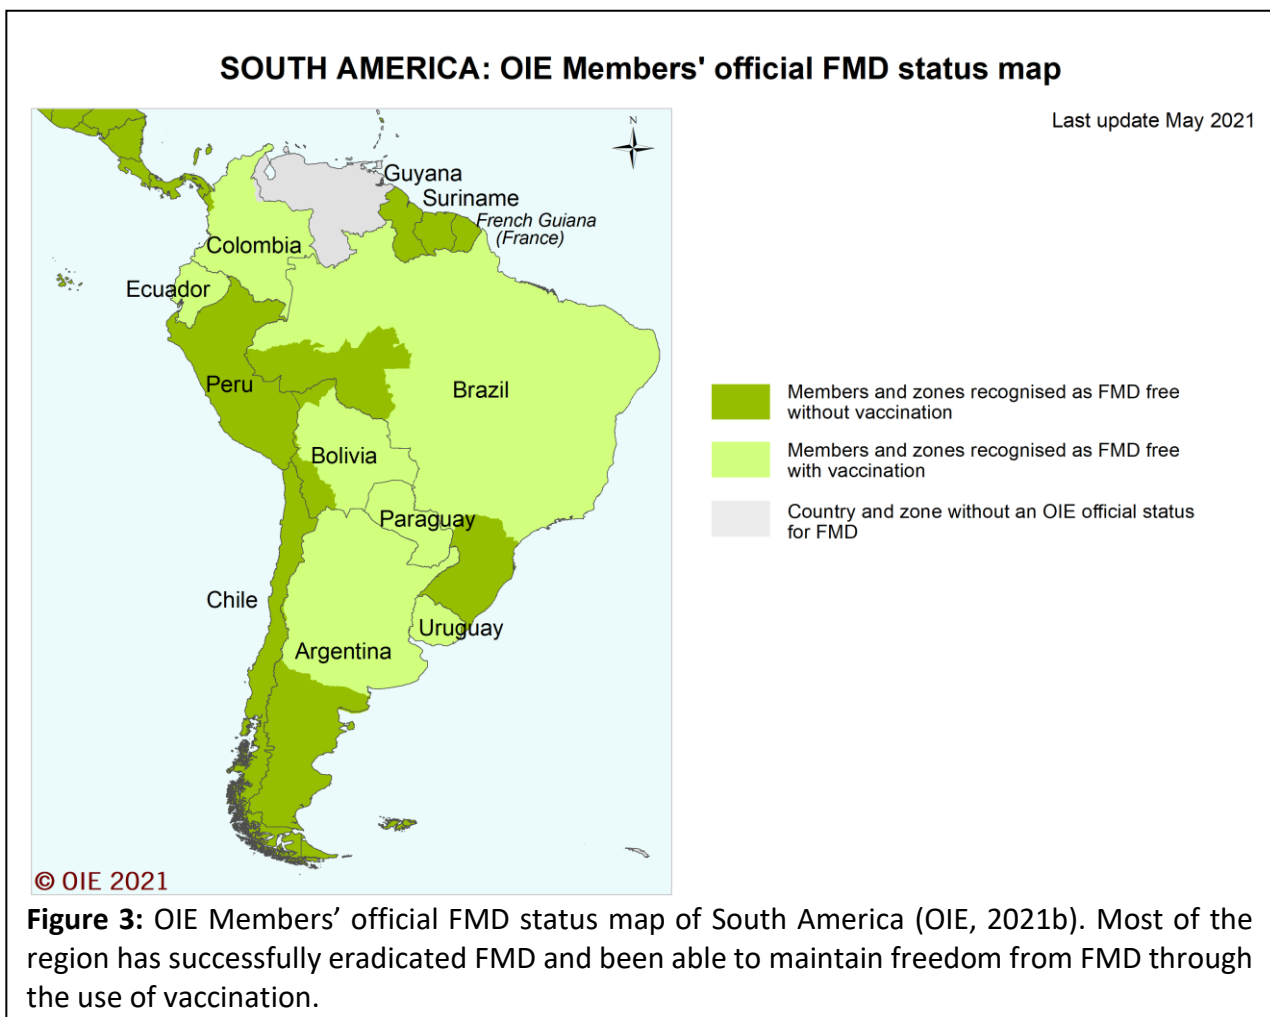 SOUTH AMERICA: OIE Members' official FMD status map
Last update May 2021
N
Guyana
Suriname
French Guiana
(France)
Colombia
Ecuador
Peru
Brazil
Bolivia
Paraguay
Chile
Uruguay
Argentina
Members and zones recognised as FMD free
without vaccination
Members and zones recognised as FMD free
with vaccination
Country and zone without an OIE official status
for FMD
© OIE 2021
Figure 3: OIE Members’ official FMD status map of South America (OIE, 2021b). Most of the
region has successfully eradicated FMD and been able to maintain freedom from FMD through
the use of vaccination.